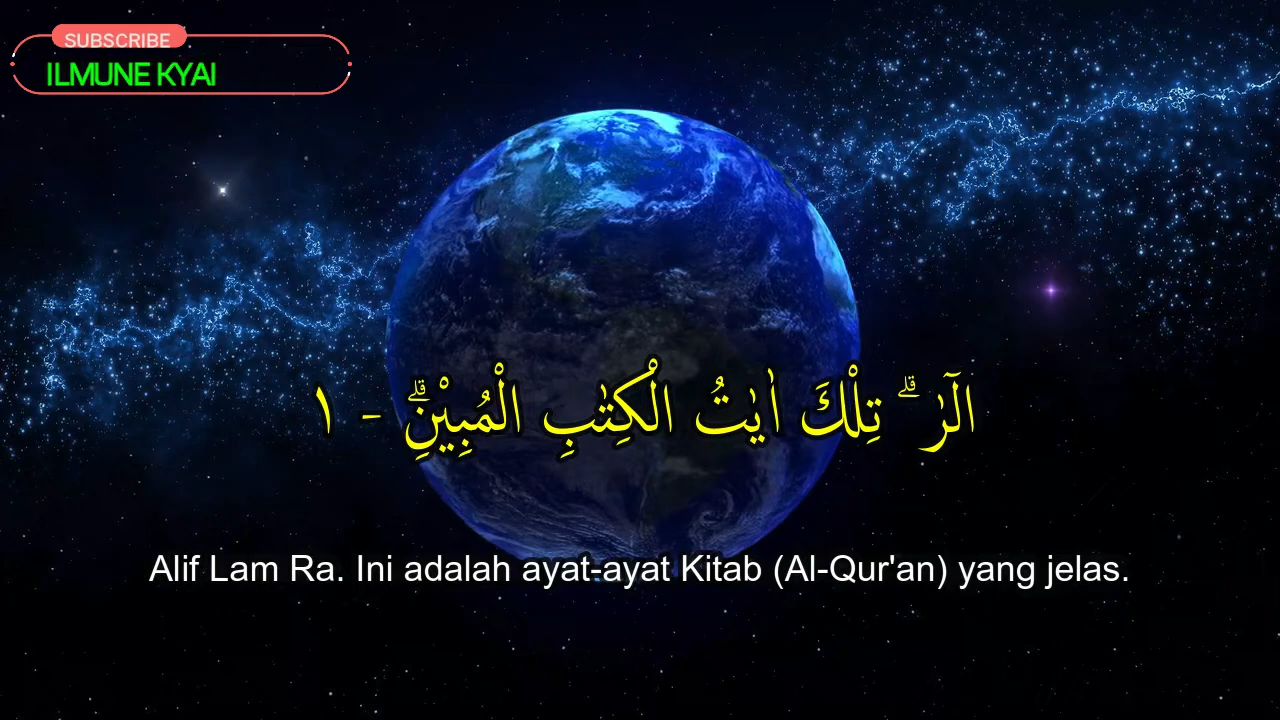 SUBSCRIBE
ILMUNE KYAI
الۤرٰ ۗ تِلْكَ اٰيٰتُ الْكِتٰبِ الْمُبِيْنِۗ - ١
Alif Lam Ra. Ini adalah ayat-ayat Kitab (Al-Qur'an) yang jelas.